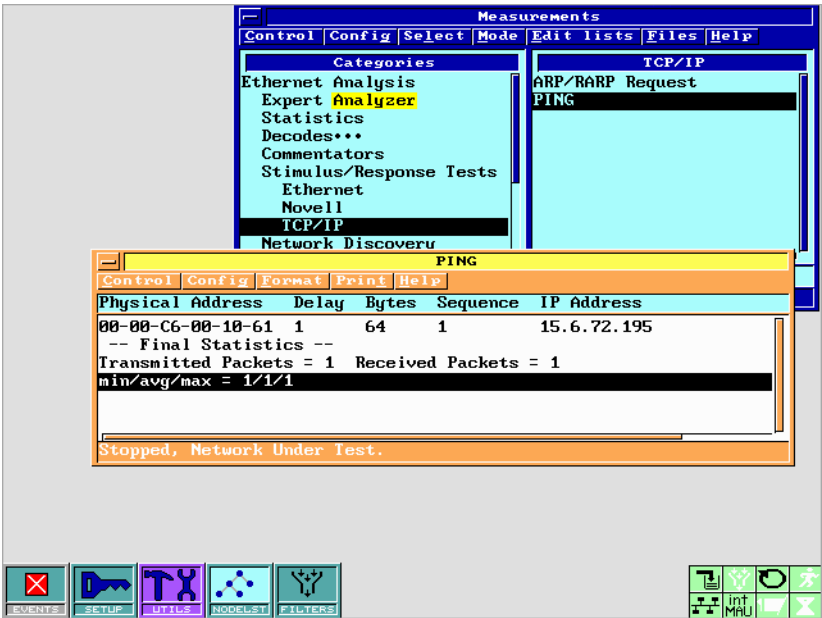 Measurements
Control Config Select Mode Edit lists Files Help
Categories
Ethernet Analysis
Expert Analyzer
Statistics
Decodes•••
Commentators
Stimulus/Response Tests
Ethernet
Novell
TCP/IP
Network Discovery
TCP/IP
ARP/RARP Request
PING
PING
Control Config Format Print Help
Physical Address Delay Bytes Sequence IP Address
00-00-C6-00-10-61 1 64 1 15.6.72.195
-- Final Statistics --
Transmitted Packets = 1 Received Packets = 1
min/avg/max = 1/1/1
Stopped, Network Under Test.
EVENTS SETUP UTILS NODELST FILTERS
int
MAU